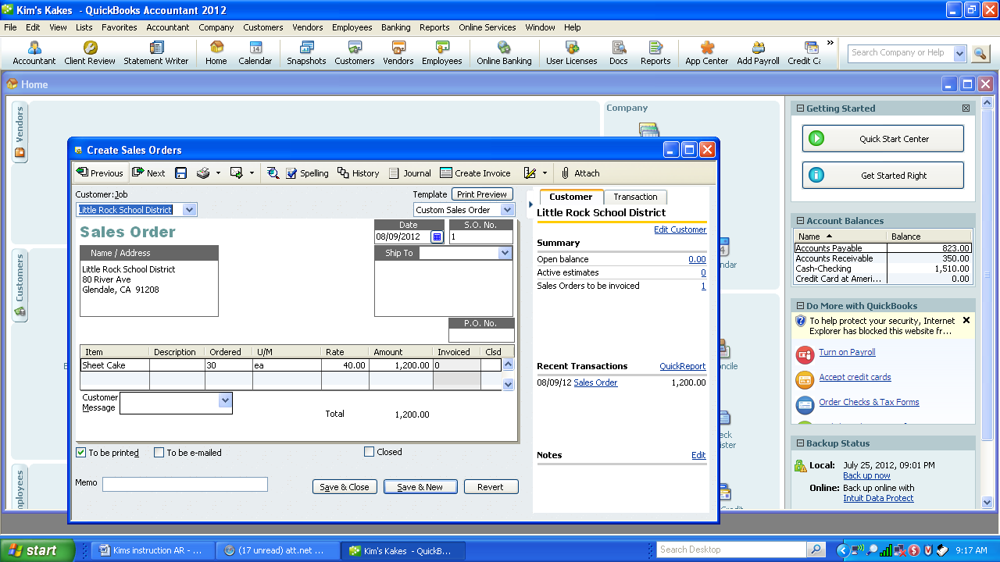 Kim's Kakes - QuickBooks Accountant 2012
File Edit View Lists Favorites Accountant Company Customers Vendors Employees Banking Reports Online Services Window Help
Accountant Client Review Statement Writer Home Calendar Snapshots Customers Vendors Employees Online Banking User Licenses Docs Reports App Center Add Payroll Credit Ca
Search Company or Help
Home
Vendors
Customers
Company
Create Sales Orders
Previous Next Spelling History Journal Create Invoice Attach
Customer:Job
Little Rock School District
Template Print Preview
Custom Sales Order
Sales Order
Date S.O. No.
08/09/2012 1
Name / Address
Little Rock School District
80 River Ave
Glendale, CA 91208
Ship To
P.O. No.
Item Description Ordered U/M Rate Amount Invoiced Clsd
Sheet Cake 30 ea 40.00 1,200.00 0
Customer
Message
Total 1,200.00
To be printed To be e-mailed Closed
Memo
Save & Close Save & New Revert
Customer Transaction
Little Rock School District
Edit Customer
Summary
Open balance 0.00
Active estimates 0
Sales Orders to be invoiced 1
Recent Transactions QuickReport
08/09/12 Sales Order 1,200.00
Notes Edit
Getting Started
Quick Start Center
Get Started Right
Account Balances
Name Balance
Accounts Payable 823.00
Accounts Receivable 350.00
Cash-Checking 1,510.00
Credit Card at Ameri... 0.00
Do More with QuickBooks
To help protect your security, Internet
Explorer has blocked this website fr...
Turn on Payroll
Accept credit cards
Order Checks & Tax Forms
Backup Status
Local: July 25, 2012, 09:01 PM
Back up now
Online: Back up online with
Intuit Data Protect
start
Kims instruction AR - ...
(17 unread) att.net ...
Kim's Kakes - QuickB...
Search Desktop
9:17 AM